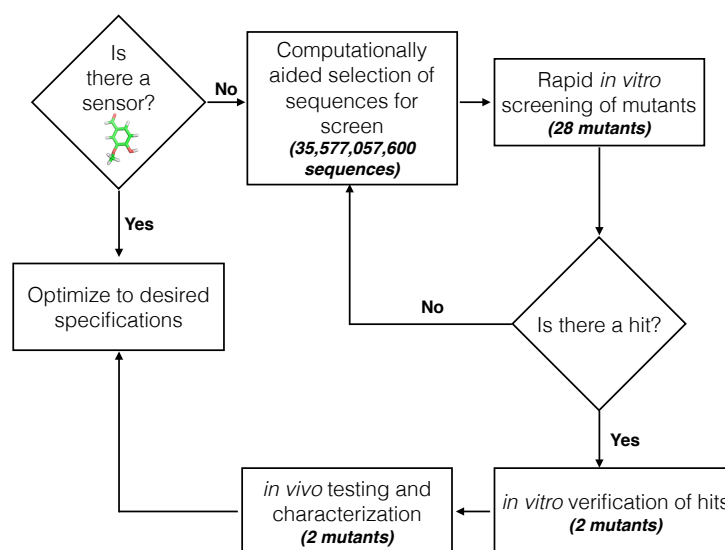 Is
there a
sensor?
No
Computationally
aided selection of
sequences for
screen
(35,577,057,600
sequences)
Rapid in vitro
screening of mutants
(28 mutants)
Yes
Optimize to desired
specifications
No
Is there a hit?
Yes
in vivo testing and
characterization
(2 mutants)
in vitro verification of hits
(2 mutants)